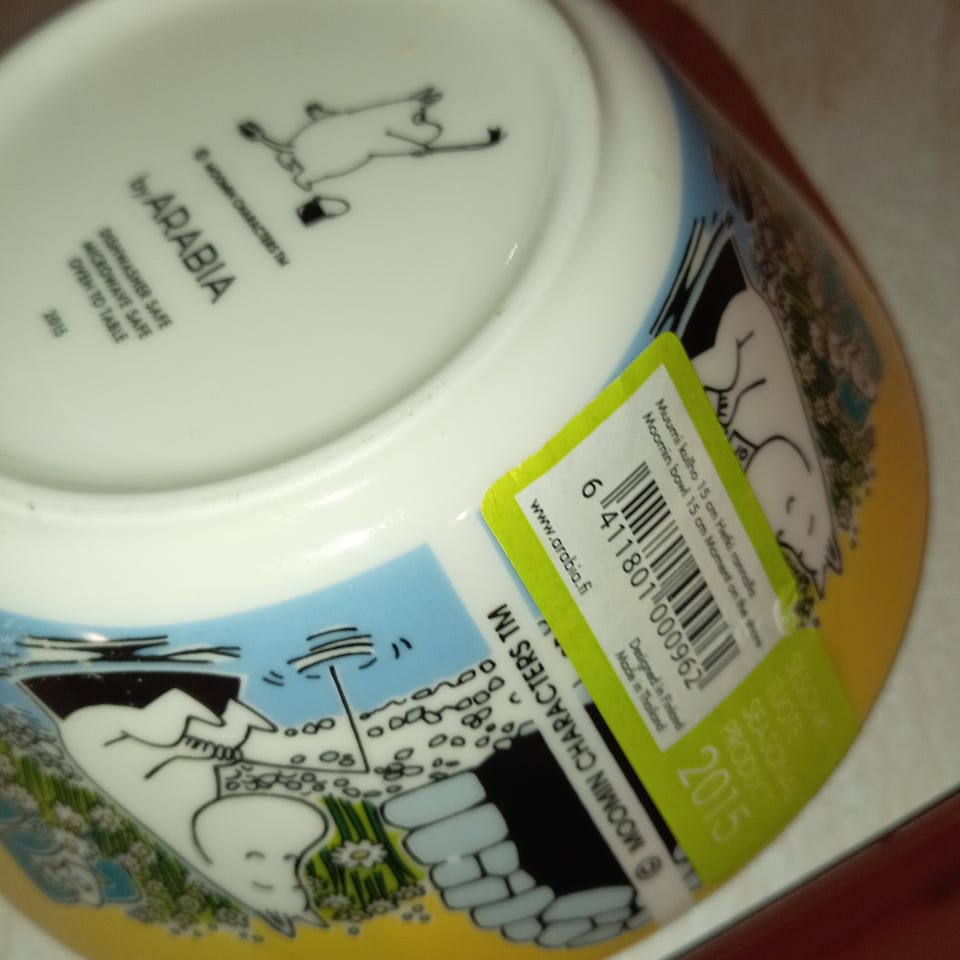 © MOOMIN CHARACTERS™
by ARABIA
DISHWASHER SAFE
MICROWAVE SAFE
OVEN TO TABLE
2015
Muumi kulho 15 cm Hetki rannalla
Moomin bowl 15 cm Moment on the shore
6 411801 000962
www.arabia.fi
Designed in Finland
Made in Thailand
TUOTE
SEASONAL
PRODUCT
2015
© MOOMIN CHARACTERS TM